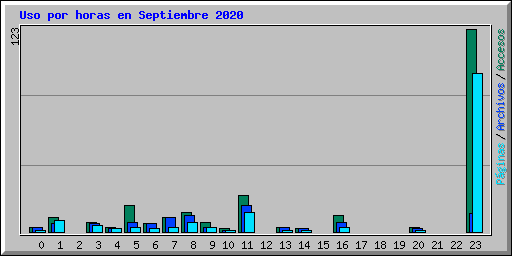 Uso por horas en Septiembre 2020
123
0 1 2 3 4 5 6 7 8 9 10 11 12 13 14 15 16 17 18 19 20 21 22 23
Páginas/Archivos/Accesos